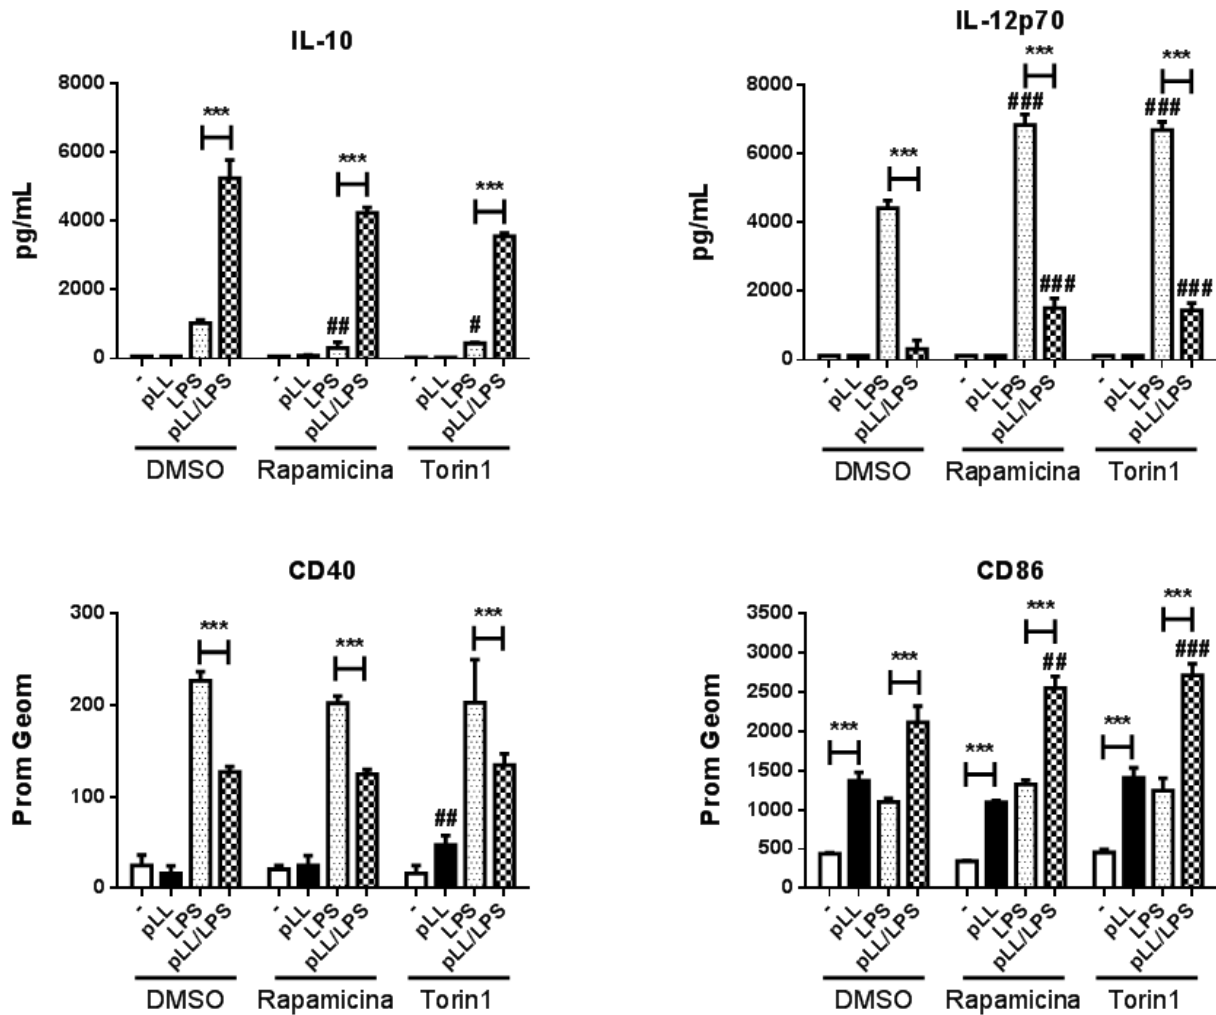 IL-10
8000
6000
4000
2000
0
pg/mL
***
***
***
##
#
- pLL LPS pLL/LPS - pLL LPS pLL/LPS - pLL LPS pLL/LPS
DMSO Rapamicina Torin1
IL-12p70
8000
6000
4000
2000
0
pg/mL
***
***
***
### ###
### ###
- pLL LPS pLL/LPS - pLL LPS pLL/LPS - pLL LPS pLL/LPS
DMSO Rapamicina Torin1
CD40
300
200
100
0
Prom Geom
***
***
***
##
- pLL LPS pLL/LPS - pLL LPS pLL/LPS - pLL LPS pLL/LPS
DMSO Rapamicina Torin1
CD86
3500
3000
2500
2000
1500
1000
500
0
Prom Geom
*** ***
*** ***
*** ***
## ###
- pLL LPS pLL/LPS - pLL LPS pLL/LPS - pLL LPS pLL/LPS
DMSO Rapamicina Torin1